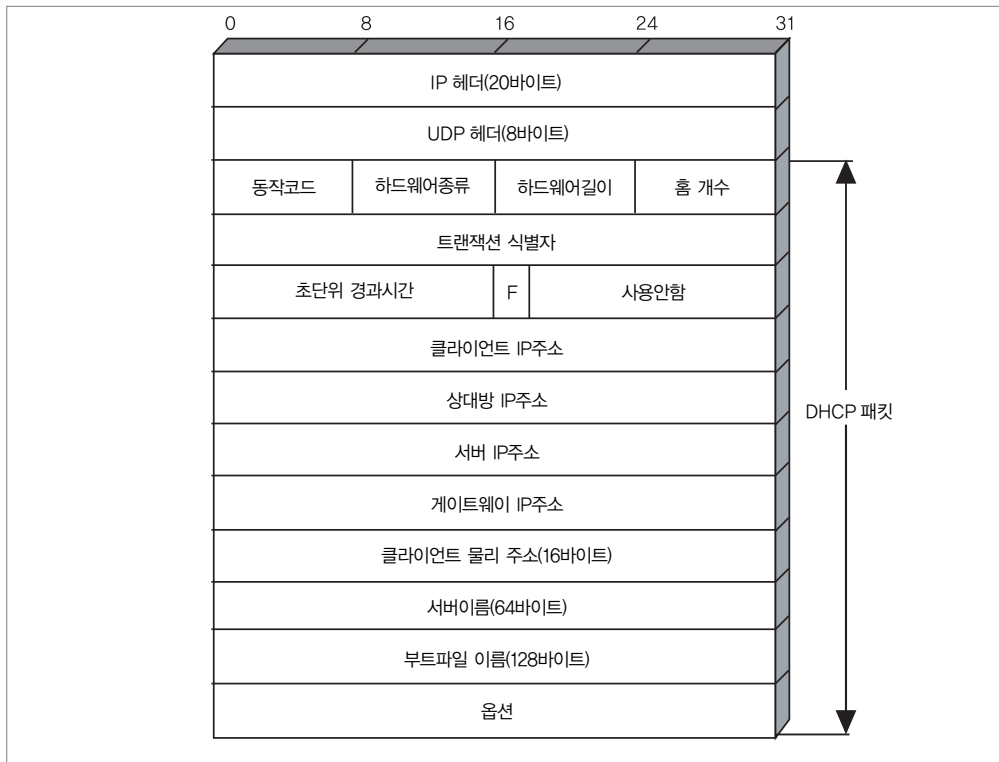 0 8 16 24 31
IP 헤더(20바이트)
UDP 헤더(8바이트)
동작코드 하드웨어종류 하드웨어길이 홈 개수
트랜잭션 식별자
초단위 경과시간 F 사용안함
클라이언트 IP주소
상대방 IP주소
DHCP 패킷
서버 IP주소
게이트웨이 IP주소
클라이언트 물리 주소(16바이트)
서버이름(64바이트)
부트파일 이름(128바이트)
옵션